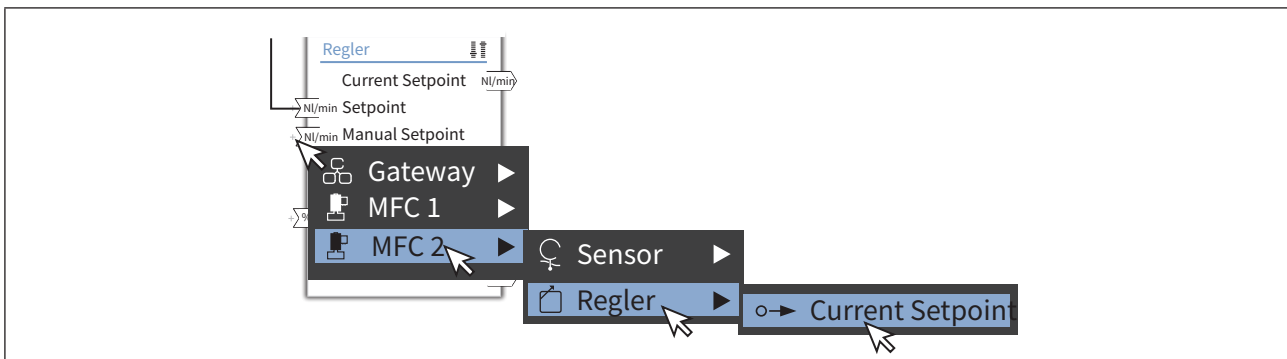 Regler
Current Setpoint Nl/min
Nl/min Setpoint
Nl/min Manual Setpoint
Gateway
MFC 1
%
MFC 2
Sensor
Regler
Current Setpoint